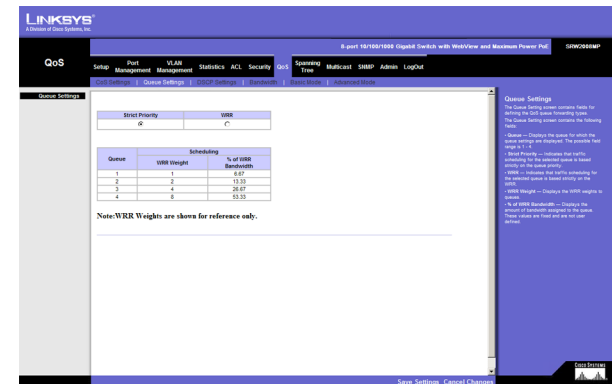 LINKSYS®
A Division of Cisco Systems, Inc.
8-port 10/100/1000 Gigabit Switch with WebView and Maximum Power PoE
SRW2008MP
QoS
Setup Port Management VLAN Management Statistics ACL Security QoS Spanning Tree Multicast SNMP Admin LogOut
CoS Settings | Queue Settings | DSCP Settings | Bandwidth | Basic Mode | Advanced Mode
Queue Settings
Strict Priority WRR
Scheduling
Queue WRR Weight % of WRR Bandwidth
1 1 6.67
2 2 13.33
3 4 26.67
4 8 53.33
Note:WRR Weights are shown for reference only.
Queue Settings
The Queue Setting screen contains fields for
defining the QoS queue forwarding types.
The Queue Setting screen contains the following
fields:
- Queue — Displays the queue for which the
queue settings are displayed. The possible field
range is 1 - 4.
- Strict Priority — Indicates that traffic
scheduling for the selected queue is based
strictly on the queue priority.
- WRR — Indicates that traffic scheduling for
the selected queue is based strictly on the
WRR.
- WRR Weight — Displays the WRR weights to
queues.
- % of WRR Bandwidth — Displays the
amount of bandwidth assigned to the queue.
These values are fixed and are not user
defined.
Save Settings Cancel Changes
CISCO SYSTEMS